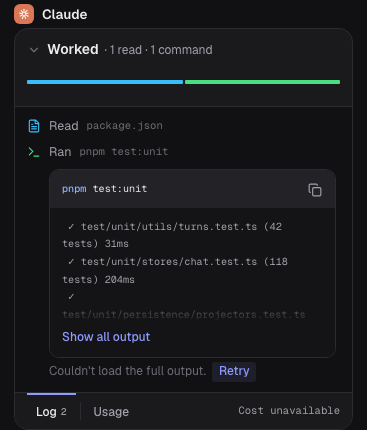 Claude
Worked · 1 read · 1 command
Read package.json
Ran pnpm test:unit
pnpm test:unit
✓ test/unit/utils/turns.test.ts (42
tests) 31ms
✓ test/unit/stores/chat.test.ts (118
tests) 204ms
✓
test/unit/persistence/projectors.test.ts
Show all output
Couldn't load the full output. Retry
Log 2 Usage Cost unavailable